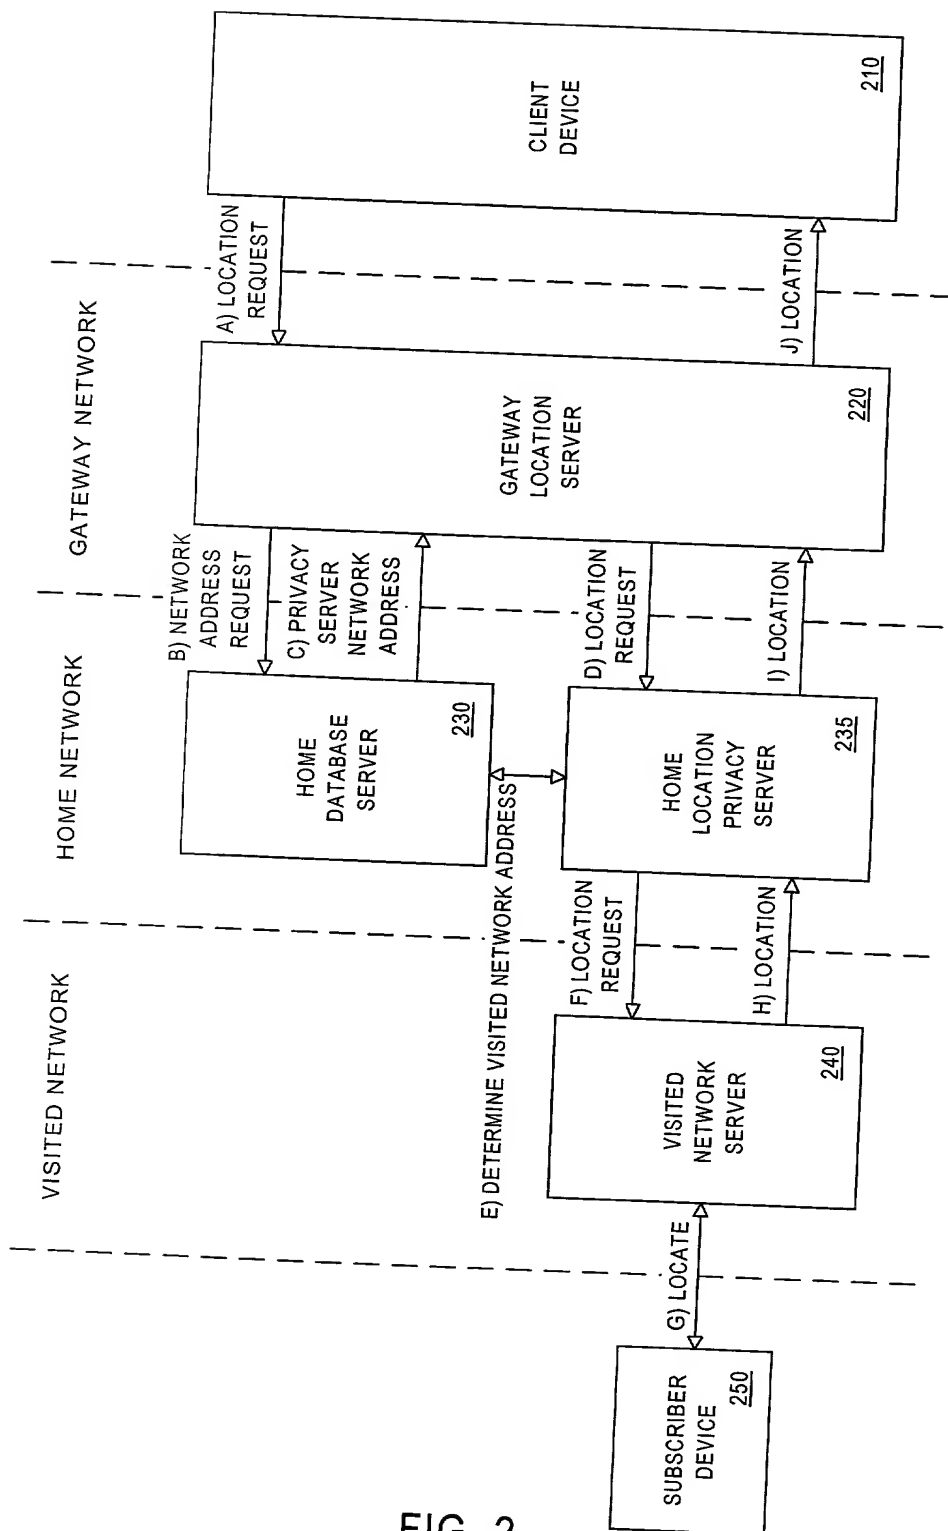 VISITED NETWORK
HOME NETWORK
GATEWAY NETWORK
A) LOCATION
REQUEST
CLIENT
DEVICE
210
J) LOCATION
GATEWAY
LOCATION
SERVER
220
B) NETWORK
ADDRESS
REQUEST
C) PRIVACY
SERVER
NETWORK
ADDRESS
D) LOCATION
REQUEST
I) LOCATION
HOME
DATABASE
SERVER
230
HOME
LOCATION
PRIVACY
SERVER
235
E) DETERMINE VISITED NETWORK ADDRESS
F) LOCATION
REQUEST
H) LOCATION
VISITED
NETWORK
SERVER
240
G) LOCATE
SUBSCRIBER
DEVICE
250
FIG. 2